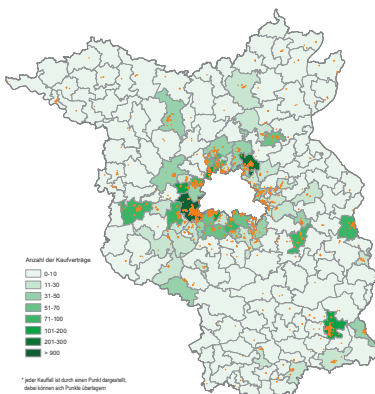 Anzahl der Kaufverträge
0-10
11-30
31-50
51-70
71-100
101-200
201-300
> 900
* jeder Kauffall ist durch einen Punkt dargestellt,
dabei können sich Punkte überlagern